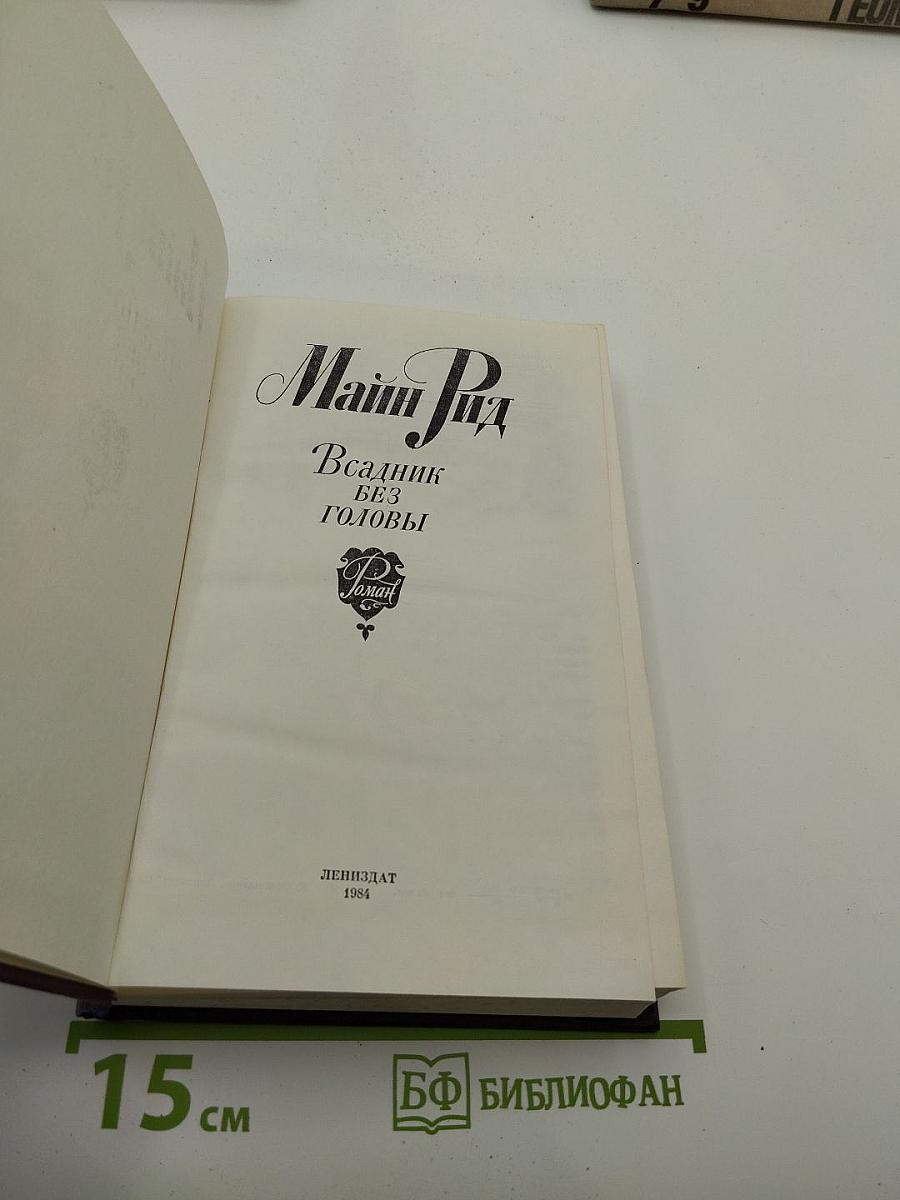 Майн Рид
Всадник
без
головы
Роман
ЛЕНИЗДАТ
1984
15 см
БФ БИБЛИОФАН